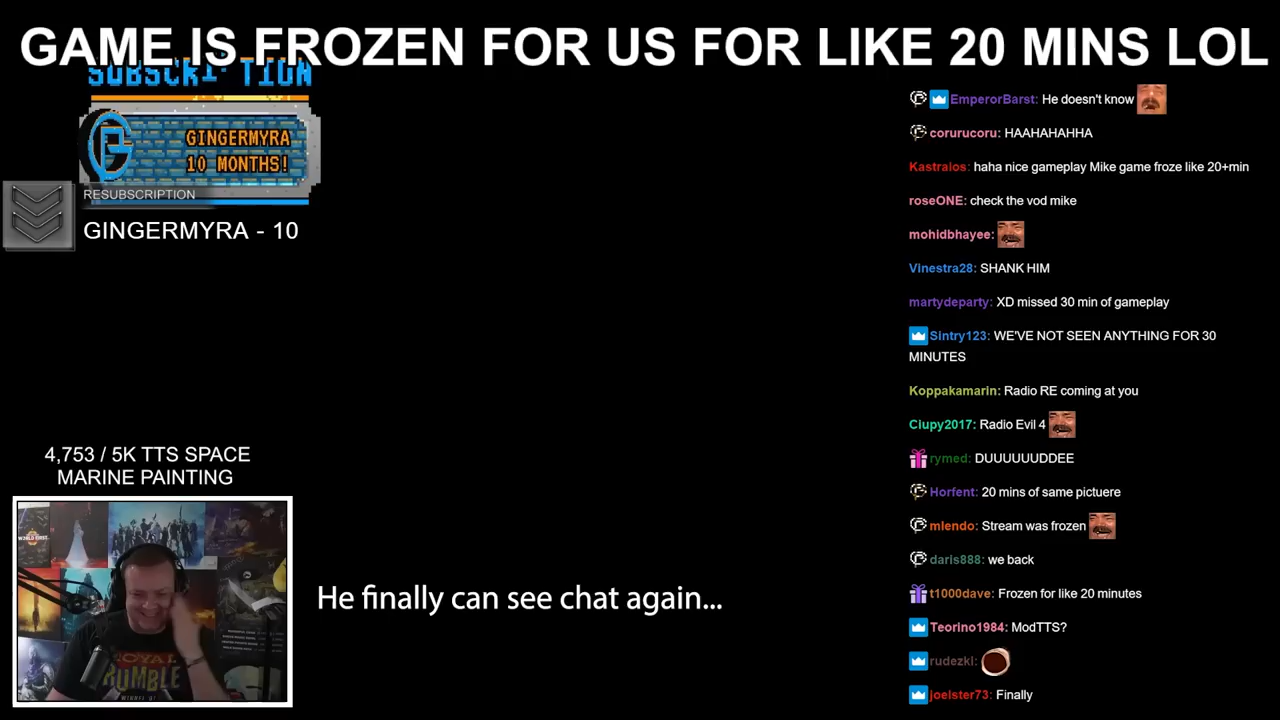 GAME IS FROZEN FOR US FOR LIKE 20 MINS LOL
SUBSCRIPTION
GINGERMYRA
10 MONTHS!
RESUBSCRIPTION
GINGERMYRA - 10
EmperorBarst: He doesn't know
corurucoru: HAAHAHAHHA
Kastralos: haha nice gameplay Mike game froze like 20+min
roseONE: check the vod mike
mohidbhayee:
Vinestra28: SHANK HIM
martydeparty: XD missed 30 min of gameplay
Sintry123: WE'VE NOT SEEN ANYTHING FOR 30
MINUTES
Koppakamarin: Radio RE coming at you
Ciupy2017: Radio Evil 4
rymed: DUUUUUUDDEE
Horfent: 20 mins of same pictuere
mlendo: Stream was frozen
daris888: we back
t1000dave: Frozen for like 20 minutes
Teorino1984: ModTTS?
rudezkl:
joelster73: Finally
4,753 / 5K TTS SPACE
MARINE PAINTING
He finally can see chat again...
ROYAL
RUMBLE